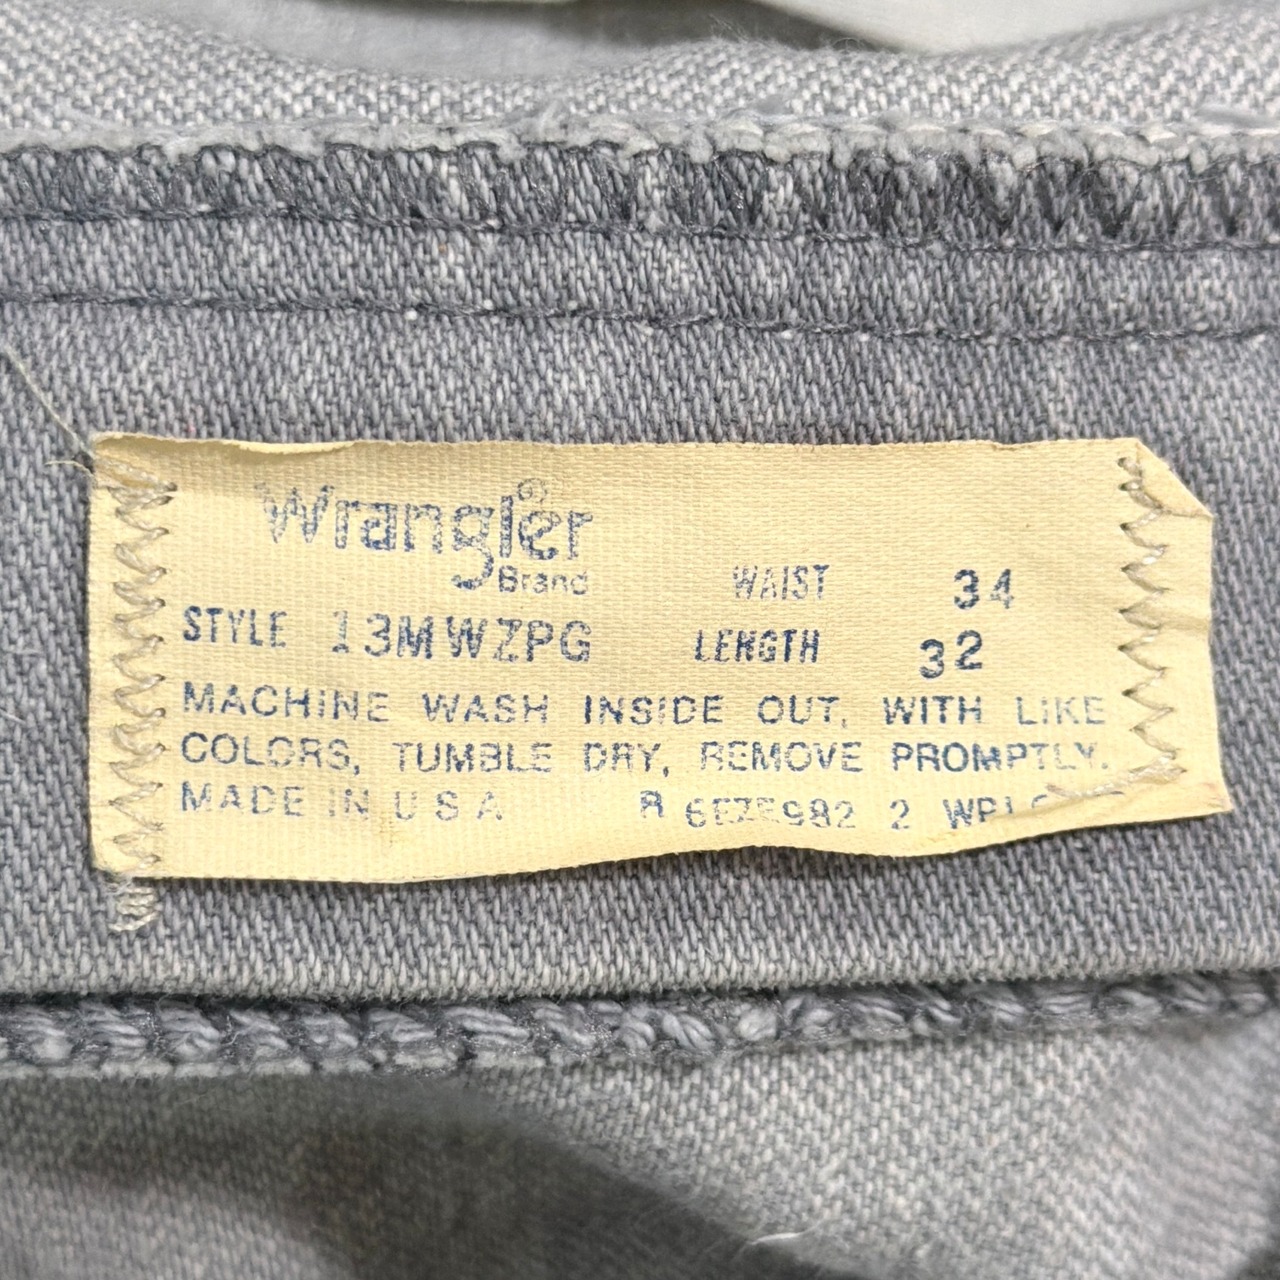 Wrangler®
Brand
WAIST 34
STYLE 13MWZPG LENGTH 32
MACHINE WASH INSIDE OUT, WITH LIKE
COLORS, TUMBLE DRY, REMOVE PROMPTLY.
MADE IN U S A R 2